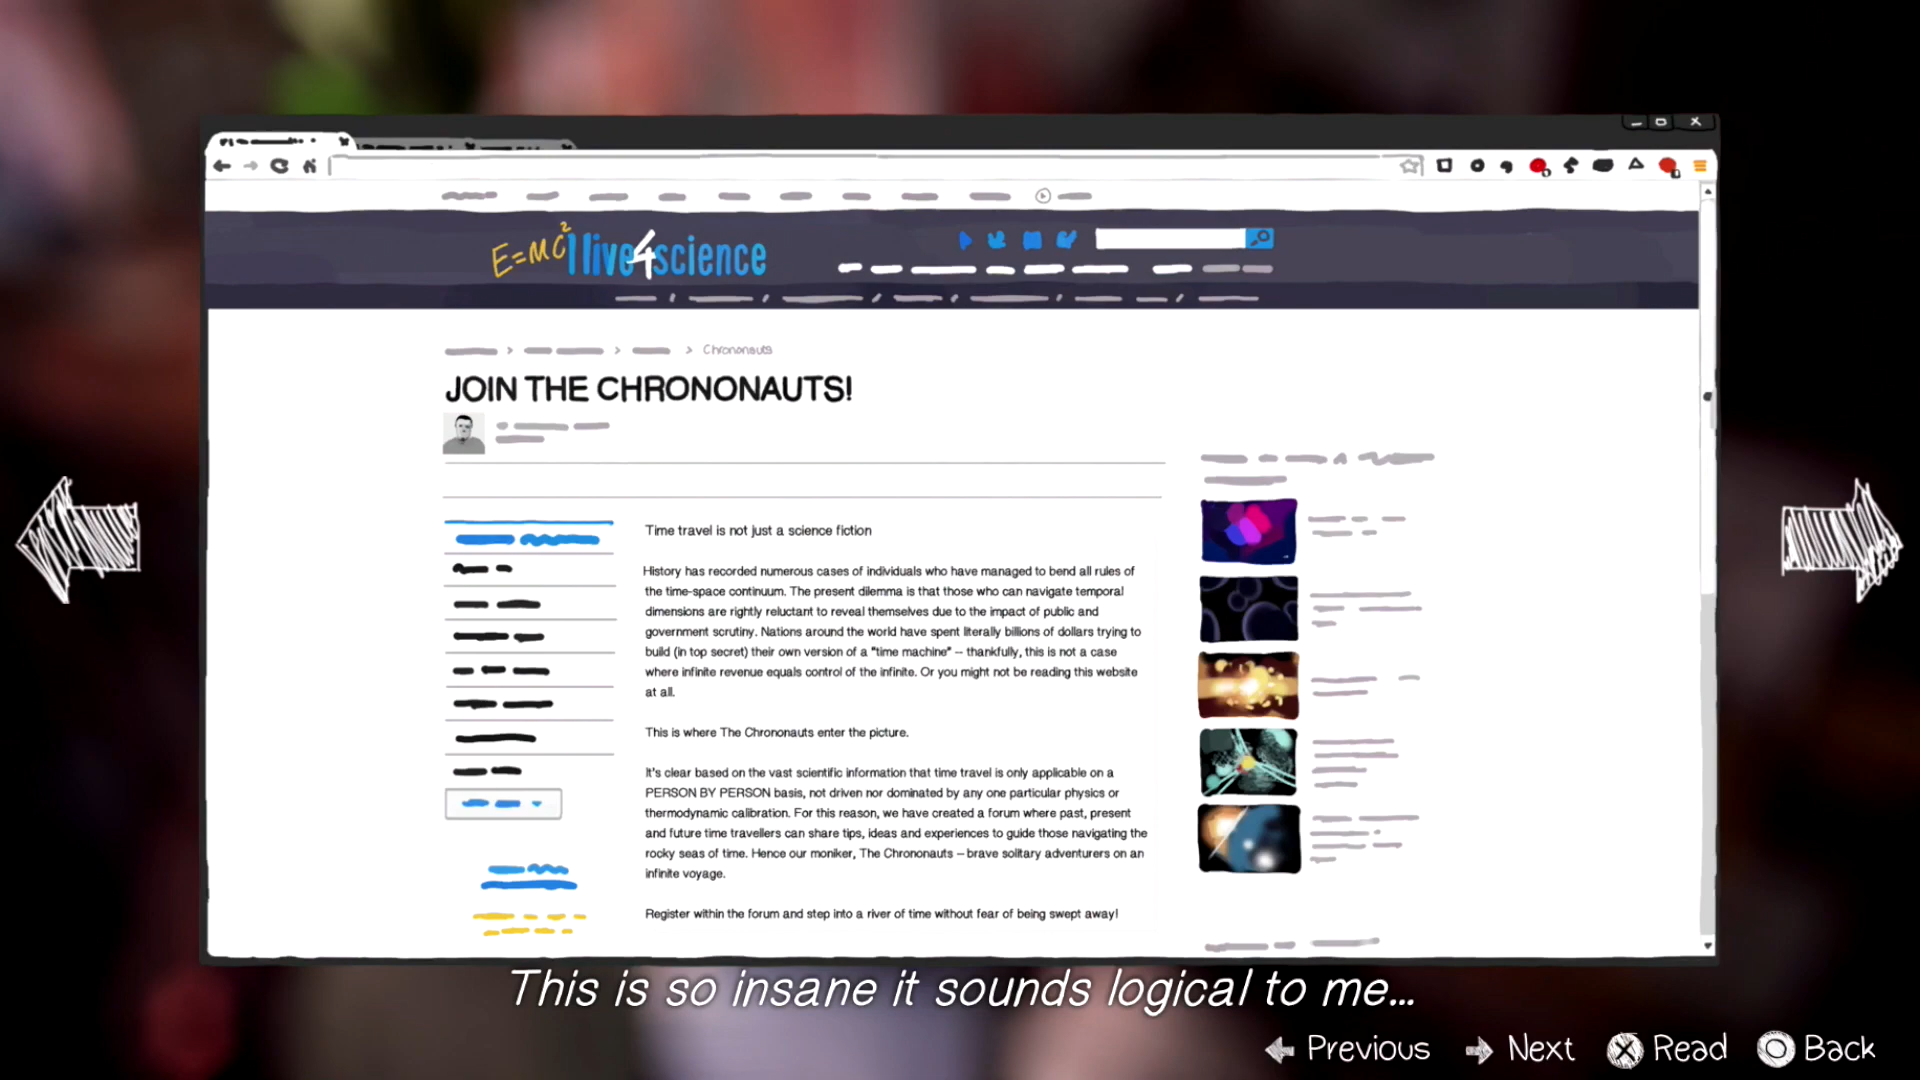 E=MC² I live4science
Chrononauts
JOIN THE CHRONONAUTS!
Time travel is not just a science fiction
History has recorded numerous cases of individuals who have managed to bend all rules of
the time-space continuum. The present dilemma is that those who can navigate temporal
dimensions are rightly reluctant to reveal themselves due to the impact of public and
government scrutiny. Nations around the world have spent literally billions of dollars trying to
build (in top secret) their own version of a "time machine" – thankfully, this is not a case
where infinite revenue equals control of the infinite. Or you might not be reading this website
at all.
This is where The Chrononauts enter the picture.
It's clear based on the vast scientific information that time travel is only applicable on a
PERSON BY PERSON basis, not driven nor dominated by any one particular physics or
thermodynamic calibration. For this reason, we have created a forum where past, present
and future time travellers can share tips, ideas and experiences to guide those navigating the
rocky seas of time. Hence our moniker, The Chrononauts – brave solitary adventurers on an
infinite voyage.
Register within the forum and step into a river of time without fear of being swept away!
This is so insane it sounds logical to me...
Previous Next Read Back